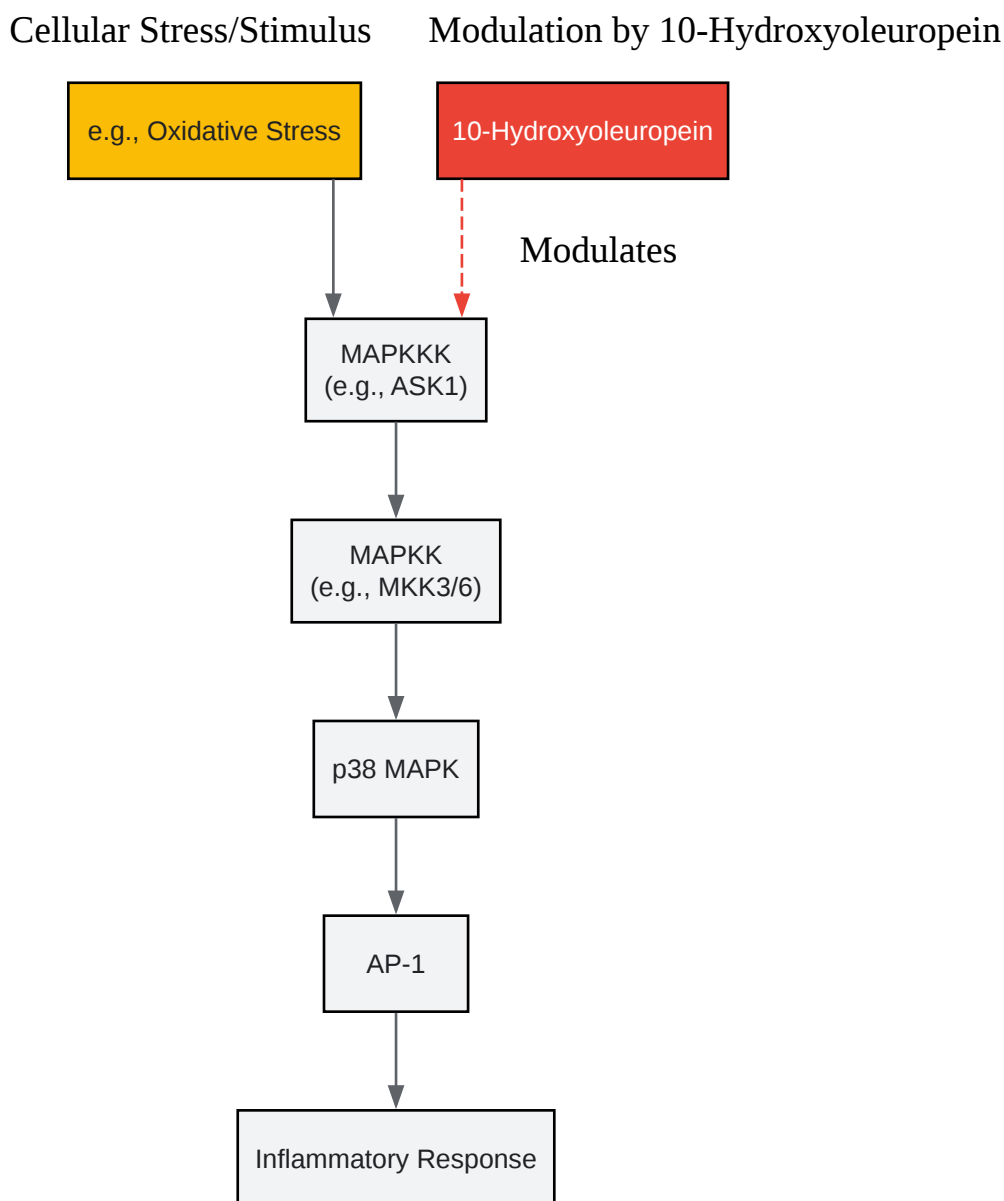 Cellular Stress/Stimulus
Modulation by 10-Hydroxyoleuropein
e.g., Oxidative Stress
10-Hydroxyoleuropein
Modulates
MAPKKK
(e.g., ASK1)
MAPKK
(e.g., MKK3/6)
p38 MAPK
AP-1
Inflammatory Response